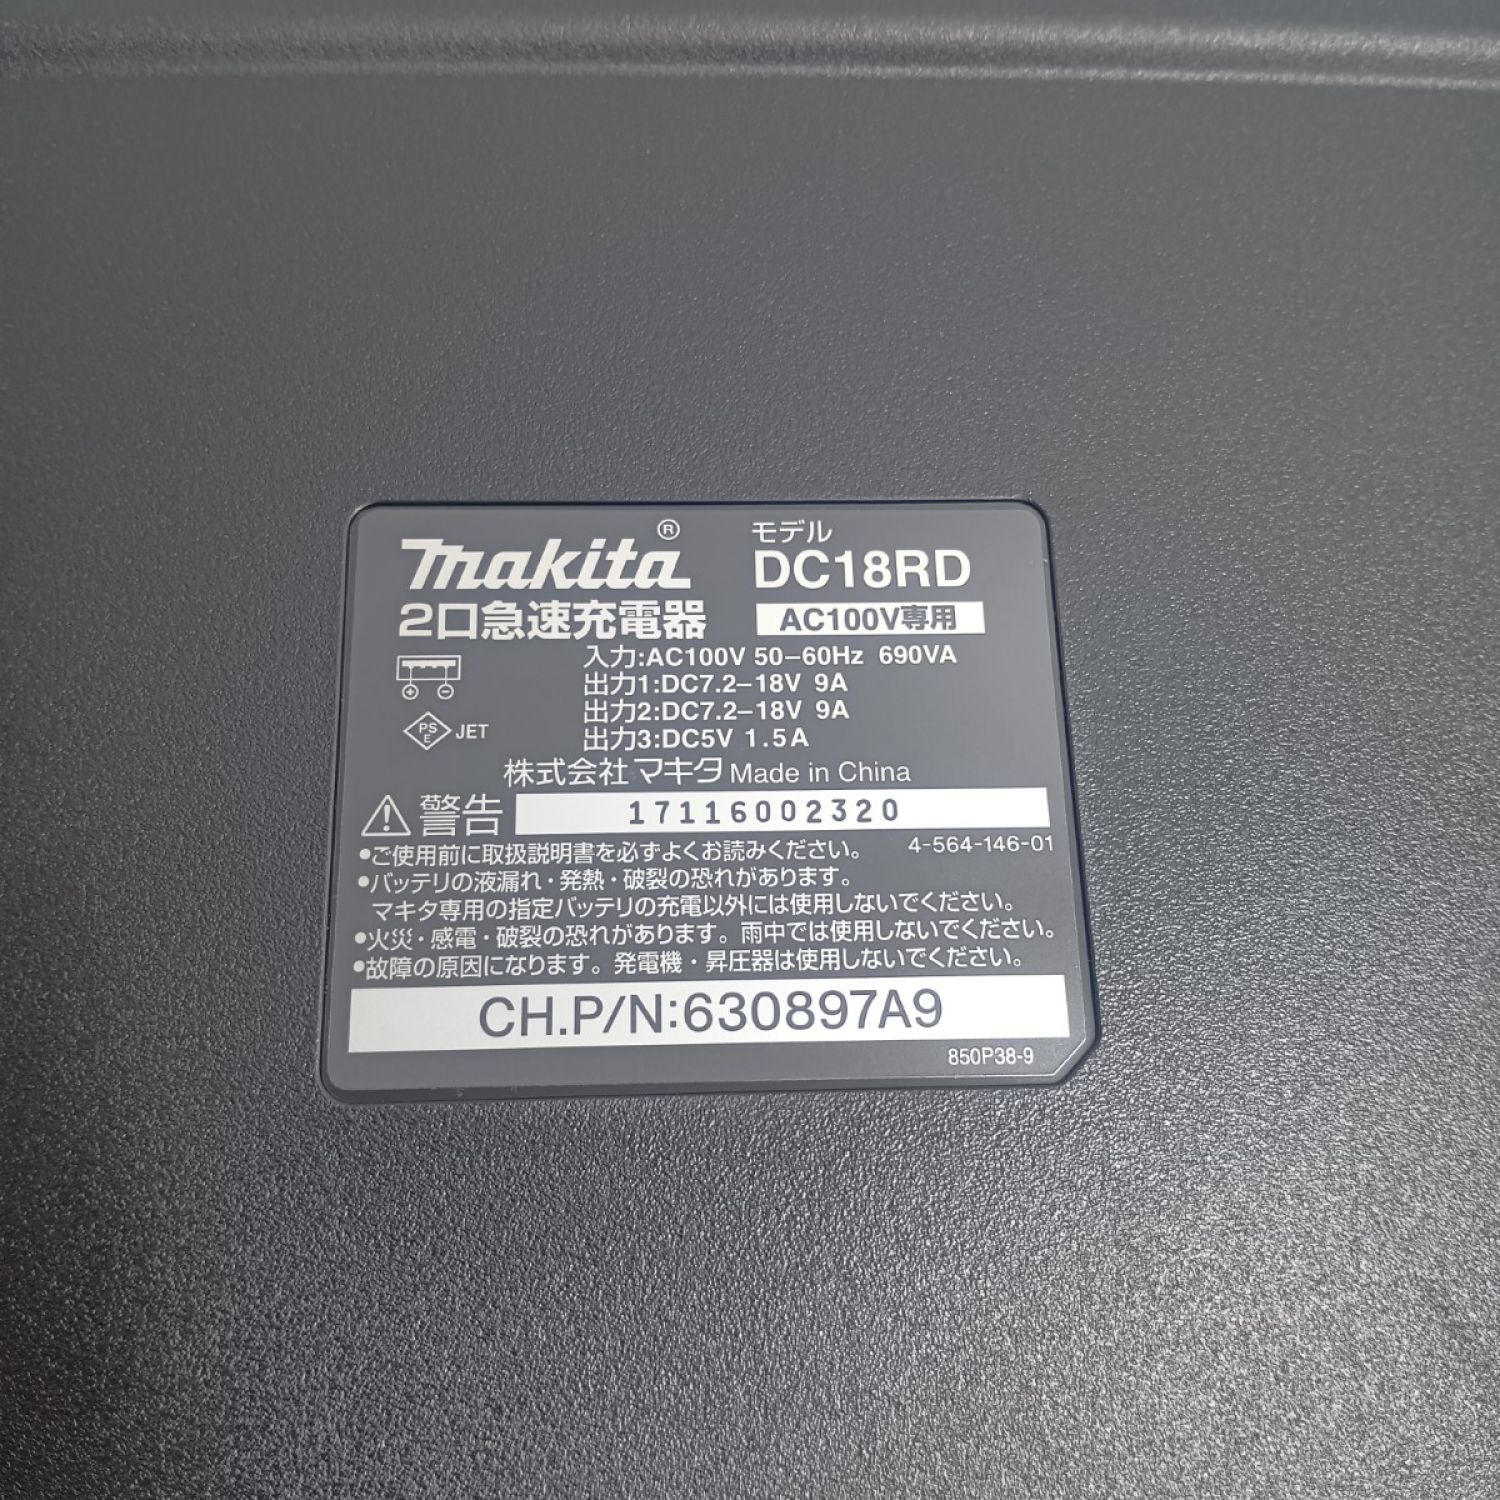 makita®
モデル
DC18RD
2口急速充電器
AC100V専用
入力:AC100V 50–60Hz 690VA
出力1:DC7.2–18V 9A
出力2:DC7.2–18V 9A
出力3:DC5V 1.5A
PS
E
JET
株式会社マキタ Made in China
警告
17116002320
●ご使用前に取扱説明書を必ずよくお読みください。 4-564-146-01
●バッテリの液漏れ・発熱・破裂の恐れがあります。
マキタ専用の指定バッテリの充電以外には使用しないでください。
●火災・感電・破裂の恐れがあります。雨中では使用しないでください。
●故障の原因になります。発電機・昇圧器は使用しないでください。
CH.P/N:630897A9
850P38-9